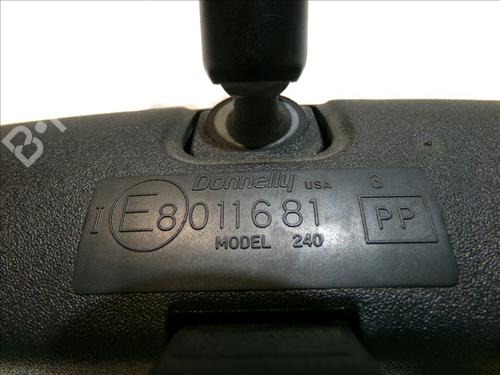 Donnelly USA 3
I E8 011681 PP
MODEL 240